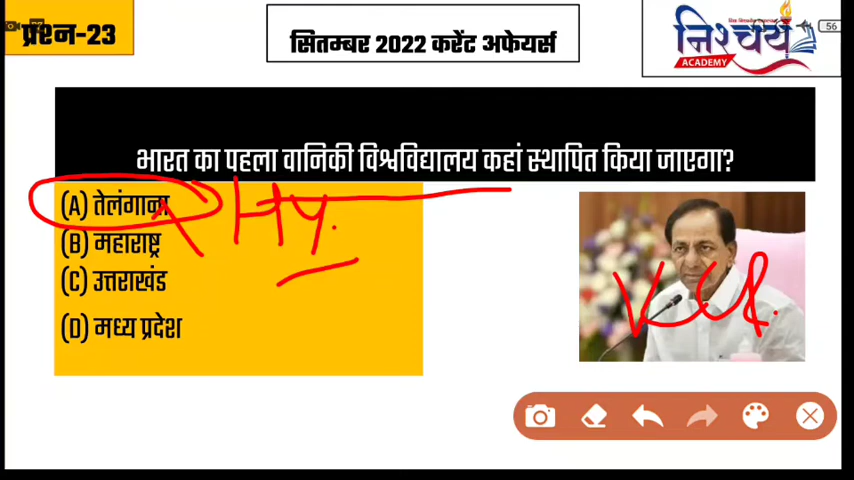 प्रश्न-23
सितम्बर 2022 करेंट अफेयर्स
निश्चय
ACADEMY
56
भारत का पहला वानिकी विश्वविद्यालय कहां स्थापित किया जाएगा?
(A) तेलंगाना
Hy.
(B) महाराष्ट्र
(C) उत्तराखंड
(D) मध्य प्रदेश